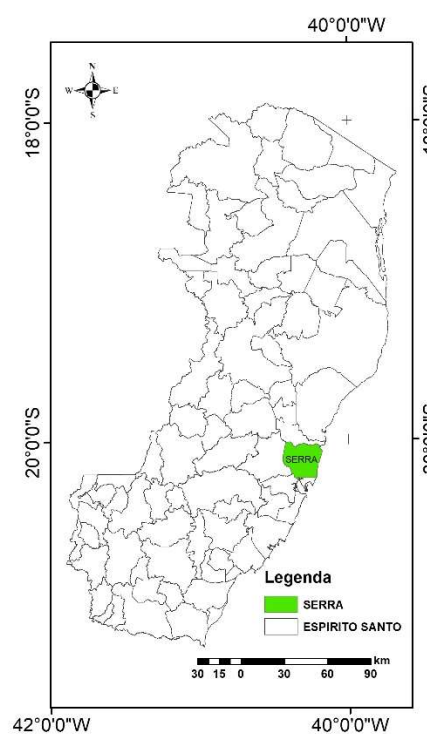 40°0'0"W
N
W E
S
18°0'0"S
20°0'0"S
SERRA
Legenda
SERRA
ESPIRITO SANTO
km
30 15 0 30 60 90
42°0'0"W 40°0'0"W